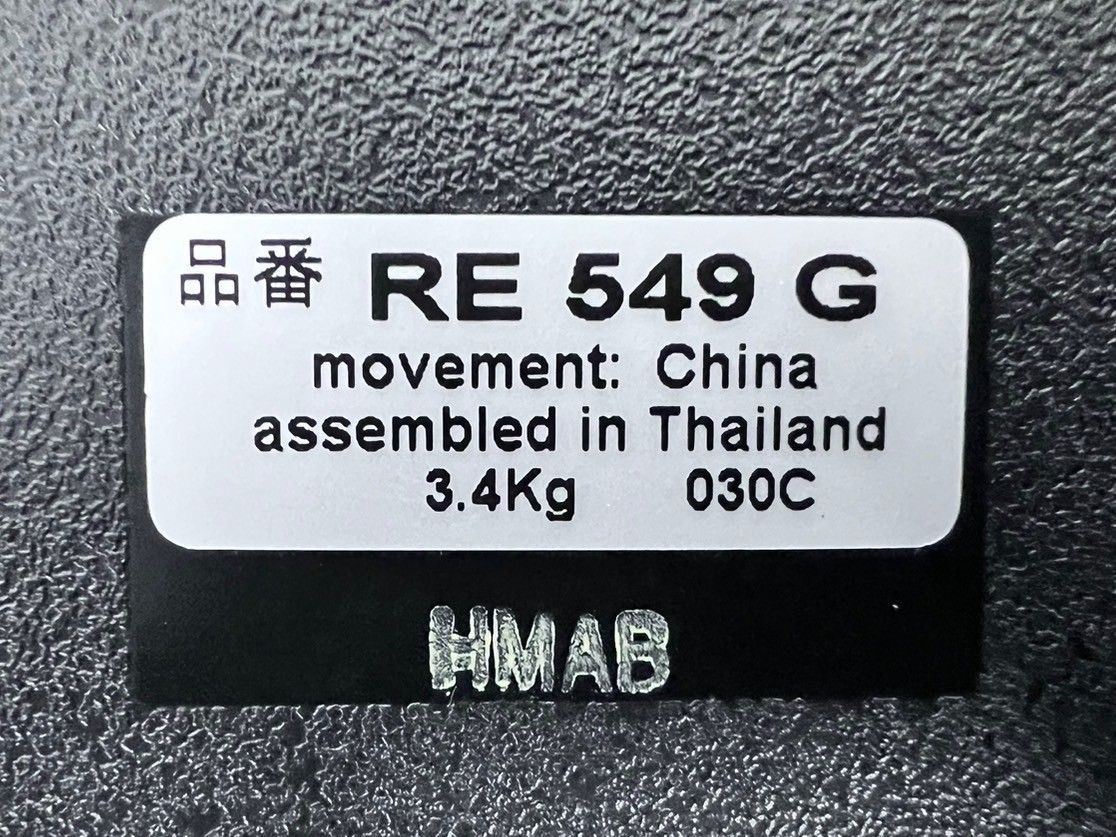 品番 RE 549 G
movement: China
assembled in Thailand
3.4Kg 030C
HMAB